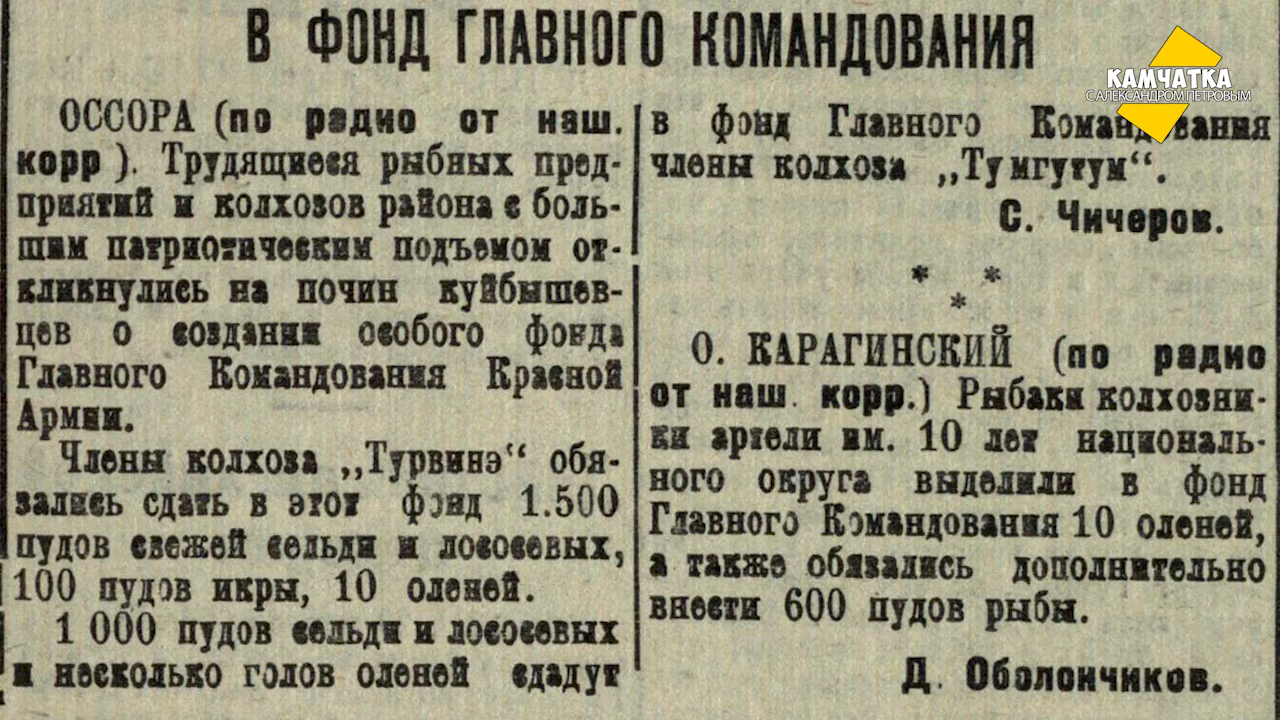 В ФОНД ГЛАВНОГО КОМАНДОВАНИЯ
КАМЧАТКА
С АЛЕКСАНДРОМ ПЕТРОВЫМ
ОССОРА (по радио от наш.
корр). Трудящиеся рыбных пред-
приятий и колхозов района с боль-
шим патриотическим подъемом от-
кликнулись на почин куйбышев-
цев о создании особого фонда
Главного Командования Красной
Армии.
Члены колхоза „Турвинэ“ обя-
зались сдать в этот фонд 1.500
пудов свежей сельди и лососевых,
100 пудов икры, 10 оленей.
1 000 пудов сельди и лососевых
и несколько голов оленей сдадут
в фонд Главного Командования
члены колхоза „Тумгутум“.
С. Чичеров.
* *
*
О. КАРАГИНСКИЙ (по радио
от наш. корр.) Рыбаки колхозни-
ки артели им. 10 лет националь-
ного округа выделили в фонд
Главного Командования 10 оленей,
а также обязались дополнительно
внести 600 пудов рыбы.
Д. Оболончиков.